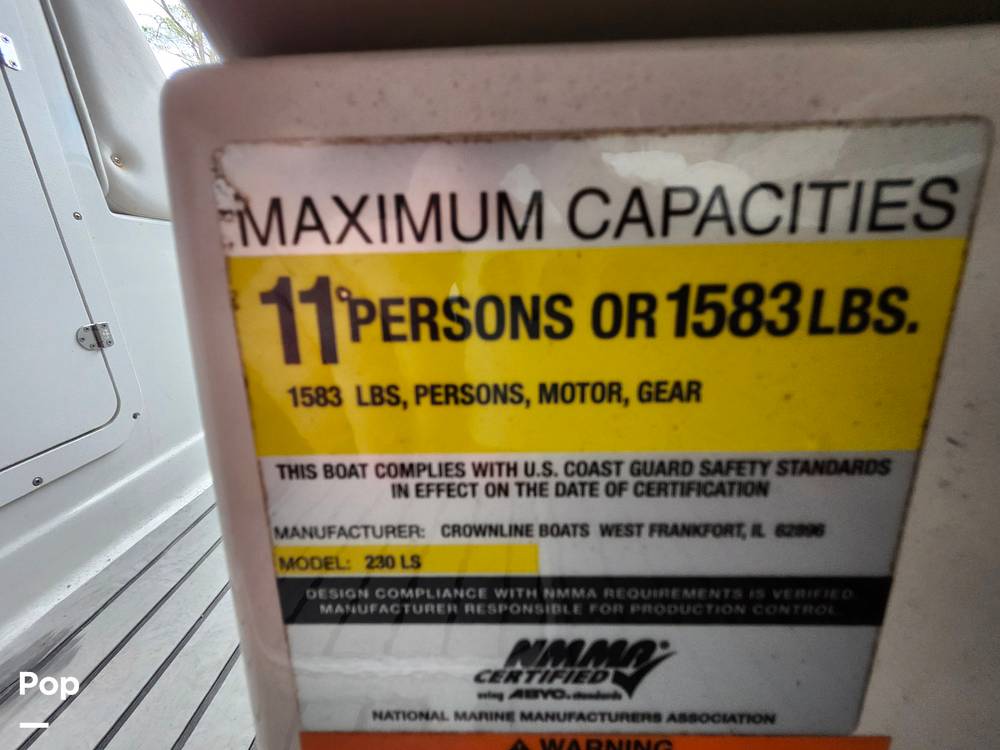 MAXIMUM CAPACITIES
11 PERSONS OR 1583 LBS.
1583 LBS, PERSONS, MOTOR, GEAR
THIS BOAT COMPLIES WITH U.S. COAST GUARD SAFETY STANDARDS
IN EFFECT ON THE DATE OF CERTIFICATION
MANUFACTURER: CROWNLINE BOATS WEST FRANKFORT, IL 62896
MODEL: 230 LS
DESIGN COMPLIANCE WITH NMMA REQUIREMENTS IS VERIFIED.
MANUFACTURER RESPONSIBLE FOR PRODUCTION CONTROL.
NMMA®
CERTIFIED
using ABYC. standards
NATIONAL MARINE MANUFACTURERS ASSOCIATION
⚠ WARNING
Pop